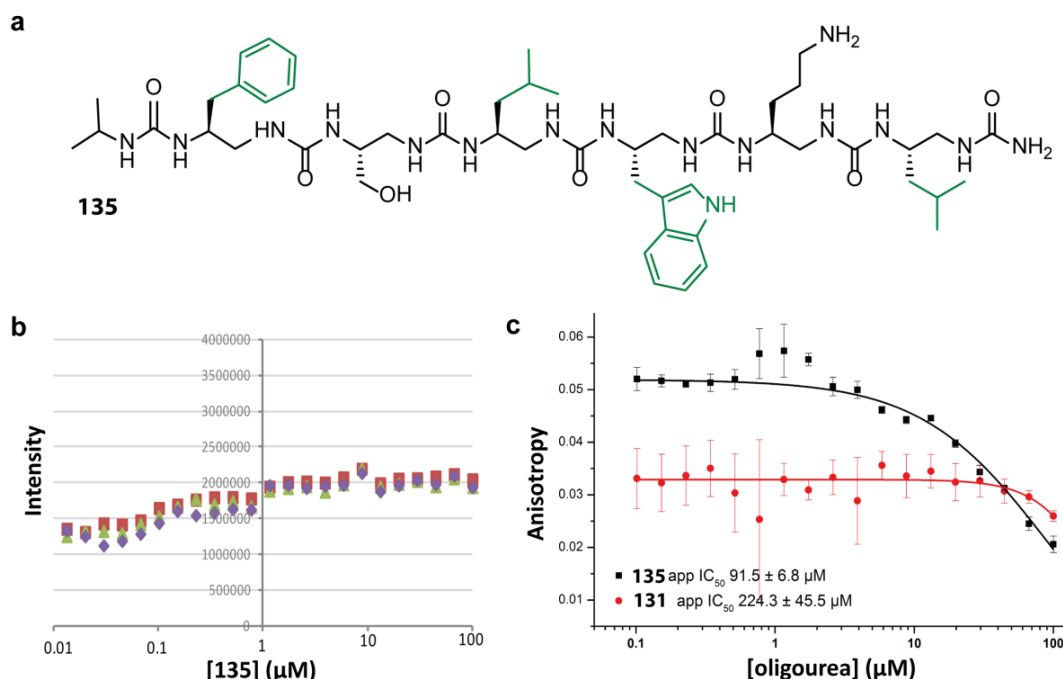 a
NH₂
O
O
O
O
H
H
H
H
H
H
N
N
N
N
N
N
N
N
N
N
N
N
NH₂
H
H
H
H
H
H
O
O
O
OH
NH
135
b
4000000
3500000
3000000
2500000
2000000
1500000
1000000
500000
0
Intensity
0.01
0.1
1
10
100
[135] (μM)
c
0.06
0.05
0.04
0.03
0.02
0.01
Anisotropy
135 app IC₅₀ 91.5 ± 6.8 μM
131 app IC₅₀ 224.3 ± 45.5 μM
0.1
1
10
100
[oligourea] (μM)